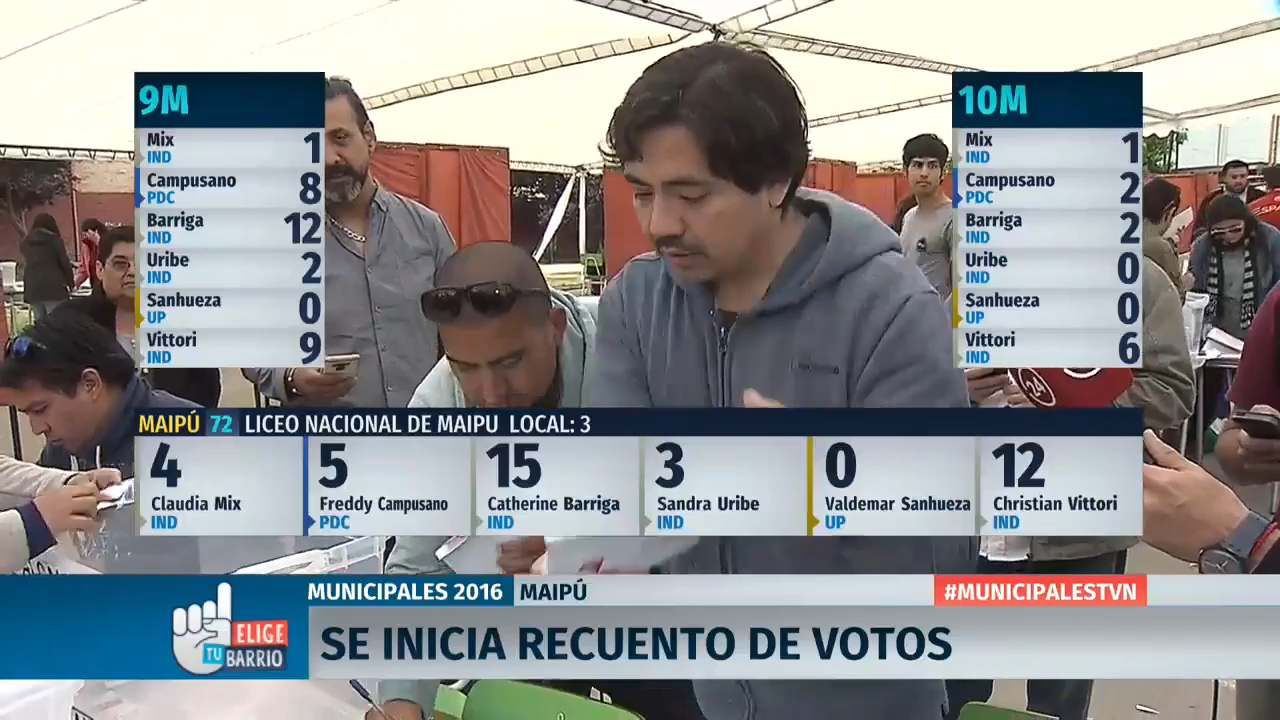 9M
Mix 1
IND
Campusano 8
PDC
Barriga 12
IND
Uribe 2
IND
Sanhueza 0
UP
Vittori 9
IND
10M
Mix 1
IND
Campusano 2
PDC
Barriga 2
IND
Uribe 0
IND
Sanhueza 0
UP
Vittori 6
IND
24
MAIPÚ 72 LICEO NACIONAL DE MAIPU LOCAL: 3
4
Claudia Mix
IND
5
Freddy Campusano
PDC
15
Catherine Barriga
IND
3
Sandra Uribe
IND
0
Valdemar Sanhueza
UP
12
Christian Vittori
IND
MUNICIPALES 2016 MAIPÚ
#MUNICIPALESTVN
ELIGE
TU BARRIO
SE INICIA RECUENTO DE VOTOS